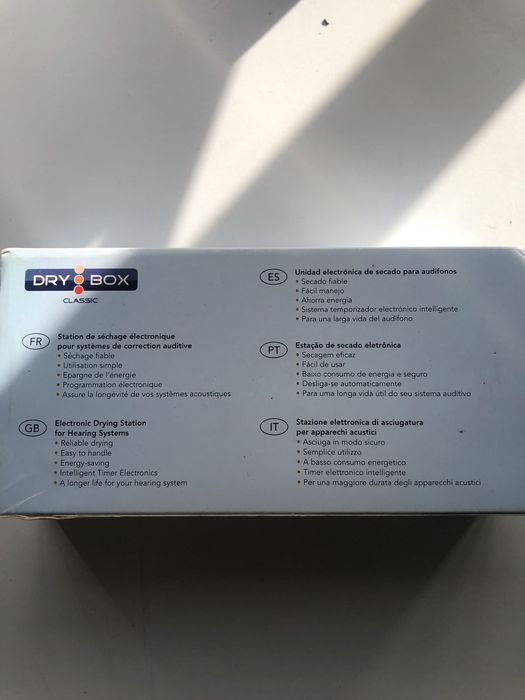 DRY BOX
CLASSIC
FR
Station de séchage électronique
pour systèmes de correction auditive
• Séchage fiable
• Utilisation simple
• Epargne de l'énergie
• Programmation électronique
• Assure la longévité de vos systèmes acoustiques
GB
Electronic Drying Station
for Hearing Systems
• Reliable drying
• Easy to handle
• Energy-saving
• Intelligent Timer Electronics
• A longer life for your hearing system
ES
Unidad electrónica de secado para audífonos
• Secado fiable
• Fácil manejo
• Ahorra energia
• Sistema temporizador electrónico inteligente
• Para una larga vida del audífono
PT
Estação de secado eletrônica
• Secagem eficaz
• Fácil de usar
• Baixo consumo de energia e seguro
• Desliga-se automaticamente
• Para uma longa vida útil do seu sistema auditivo
IT
Stazione elettronica di asciugatura
per apparechi acustici
• Asciuga in modo sicuro
• Semplice utilizzo
• A basso consumo energetico
• Timer elettronico intelligente
• Per una maggiore durata degli apparecchi acustici